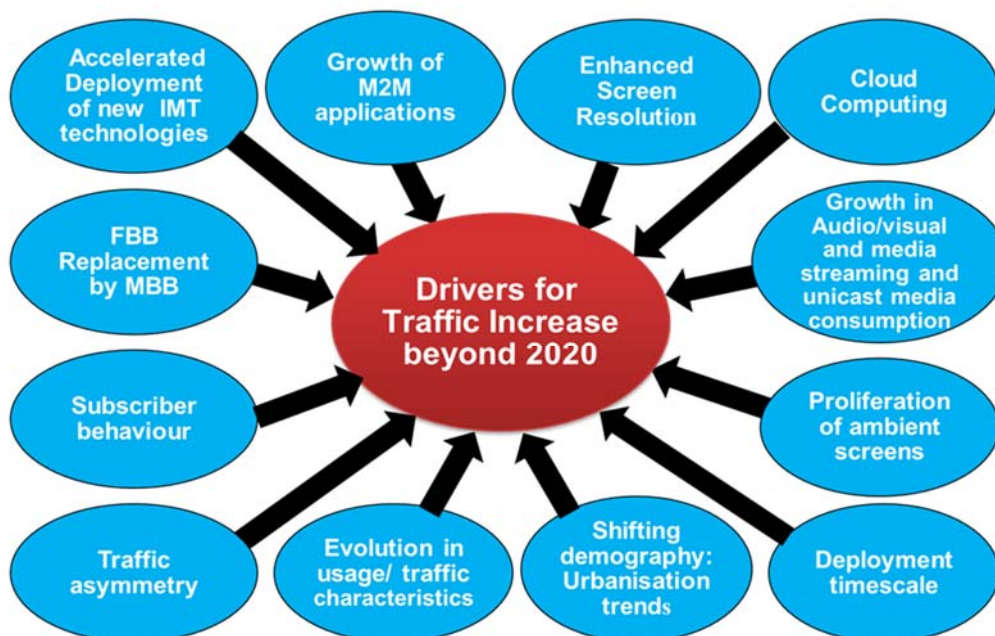 Accelerated
Deployment
of new IMT
technologies
Growth of
M2M
applications
Enhanced
Screen
Resolution
Cloud
Computing
FBB
Replacement
by MBB
Growth in
Audio/visual
and media
streaming and
unicast media
consumption
Drivers for
Traffic Increase
beyond 2020
Subscriber
behaviour
Proliferation
of ambient
screens
Traffic
asymmetry
Evolution in
usage/ traffic
characteristics
Shifting
demography:
Urbanisation
trends
Deployment
timescale